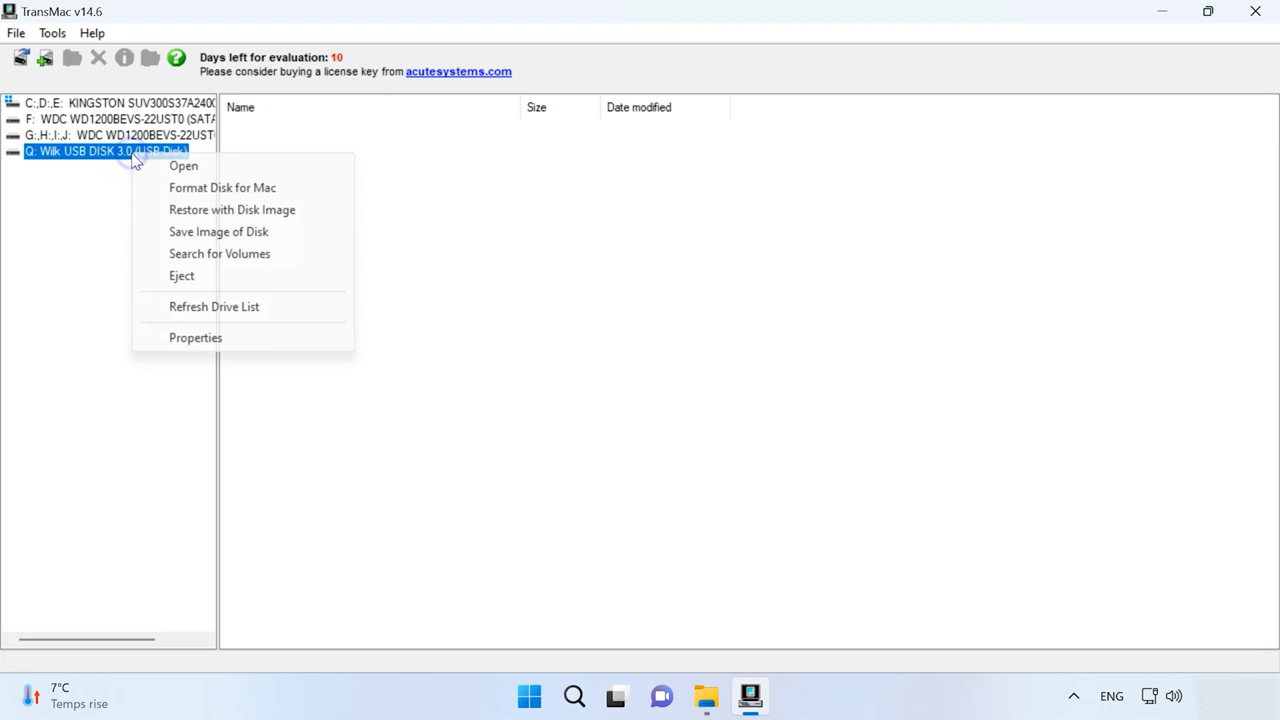 TransMac v14.6
File Tools Help
Days left for evaluation: 10
Please consider buying a license key from acutesystems.com
C:,D:,E: KINGSTON SUV300S37A240G
F: WDC WD1200BEVS-22UST0 (SATA
G:,H:,I:,J: WDC WD1200BEVS-22UST
Q: Wilk USB DISK 3.0 (USB Disk)
Name Size Date modified
Open
Format Disk for Mac
Restore with Disk Image
Save Image of Disk
Search for Volumes
Eject
Refresh Drive List
Properties
7°C
Temps rise
ENG